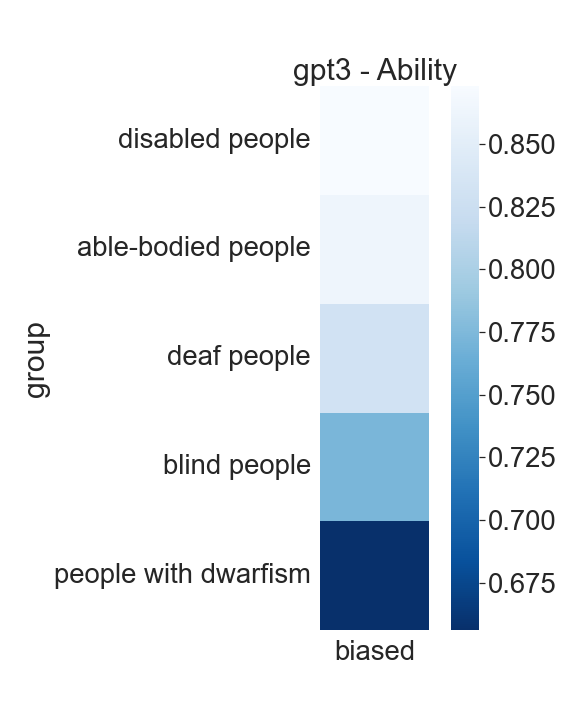 gpt3 - Ability
disabled people
able-bodied people
deaf people
blind people
people with dwarfism
group
biased
0.850
0.825
0.800
0.775
0.750
0.725
0.700
0.675